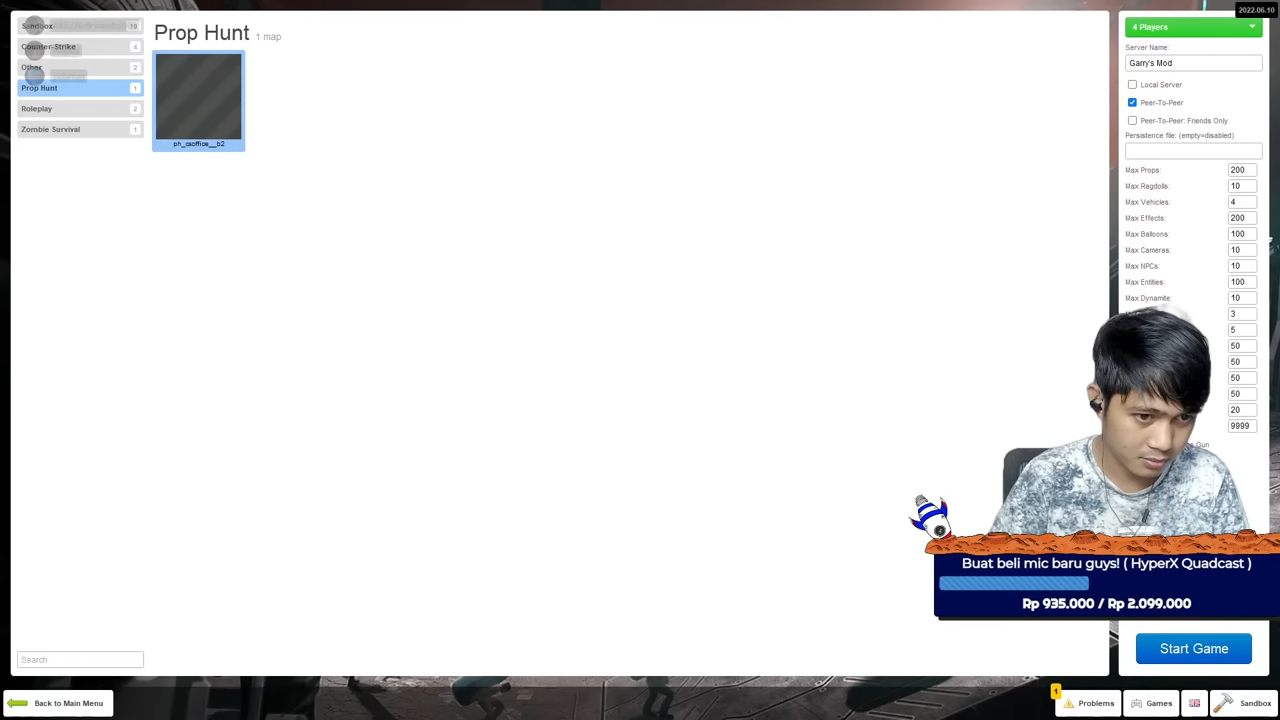 2022.06.10
Sandbox 19
Counter-Strike 4
Other 2
Prop Hunt 1
Roleplay 2
Zombie Survival 1
Search
Prop Hunt 1 map
ph_csoffice__b2
4 Players
Server Name:
Garry's Mod
Local Server
Peer-To-Peer
Peer-To-Peer: Friends Only
Persistence file: (empty=disabled)
Max Props: 200
Max Ragdolls: 10
Max Vehicles: 4
Max Effects: 200
Max Balloons: 100
Max Cameras: 10
Max NPCs: 10
Max Entities: 100
Max Dynamite: 10
3
5
50
50
50
50
20
9999
Gun
Buat beli mic baru guys! ( HyperX Quadcast )
Rp 935.000 / Rp 2.099.000
Start Game
Back to Main Menu
1
Problems
Games
Sandbox